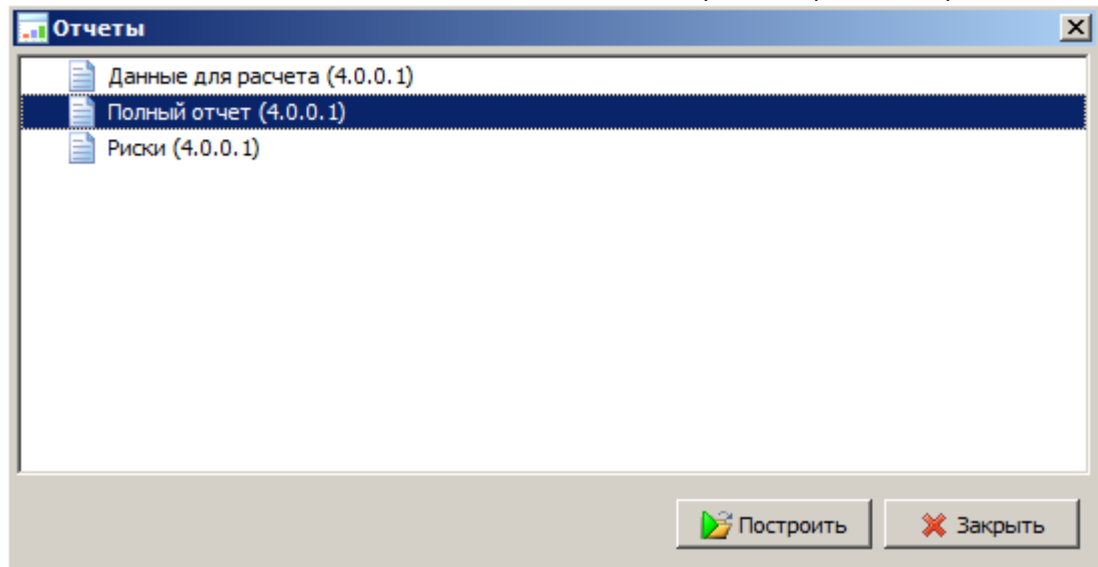 Отчеты
Данные для расчета (4.0.0.1)
Полный отчет (4.0.0.1)
Риски (4.0.0.1)
Построить
Закрыть